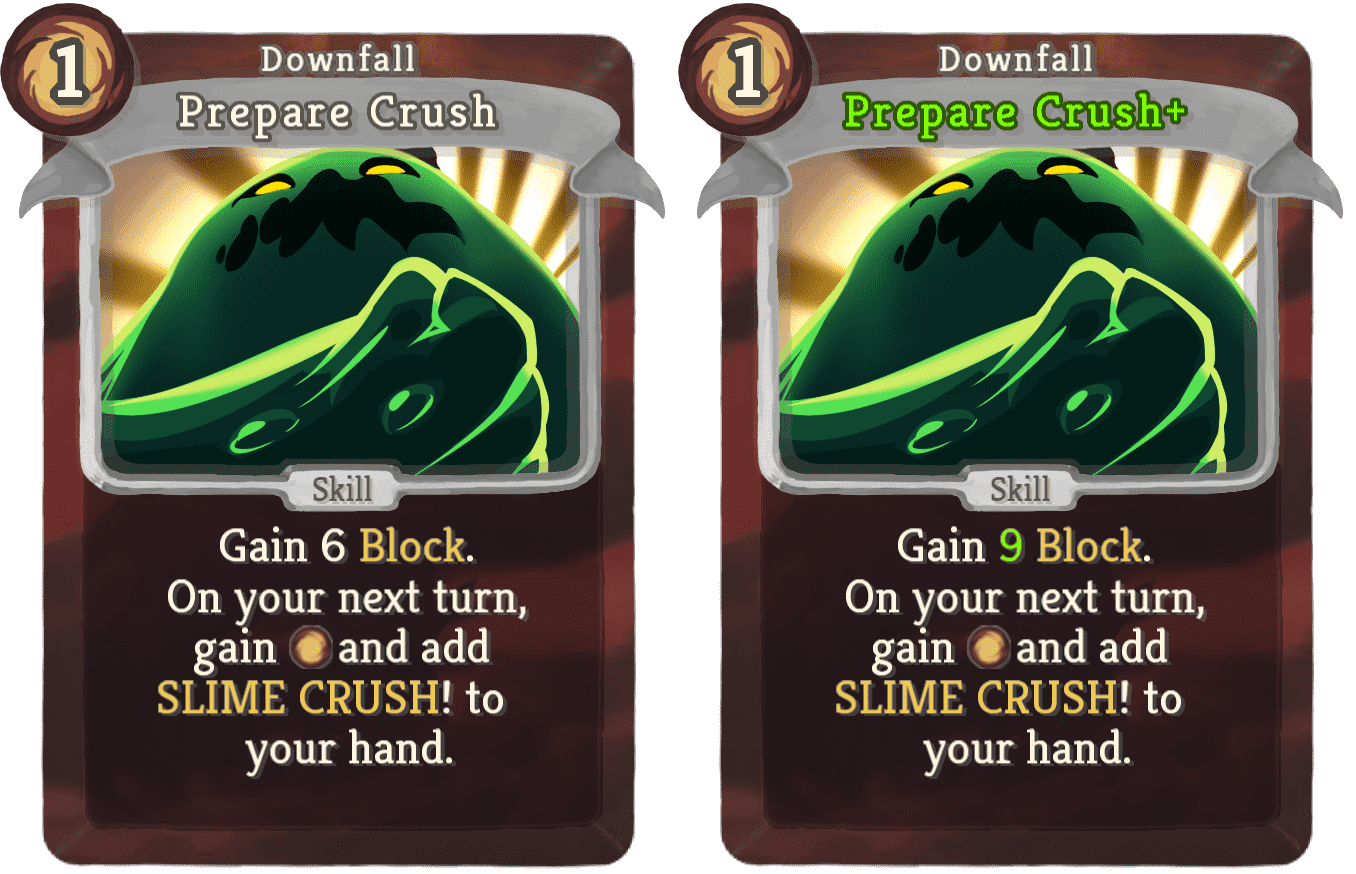 1
Downfall
Prepare Crush
Skill
Gain 6 Block.
On your next turn,
gain and add
SLIME CRUSH! to
your hand.
1
Downfall
Prepare Crush+
Skill
Gain 9 Block.
On your next turn,
gain and add
SLIME CRUSH! to
your hand.